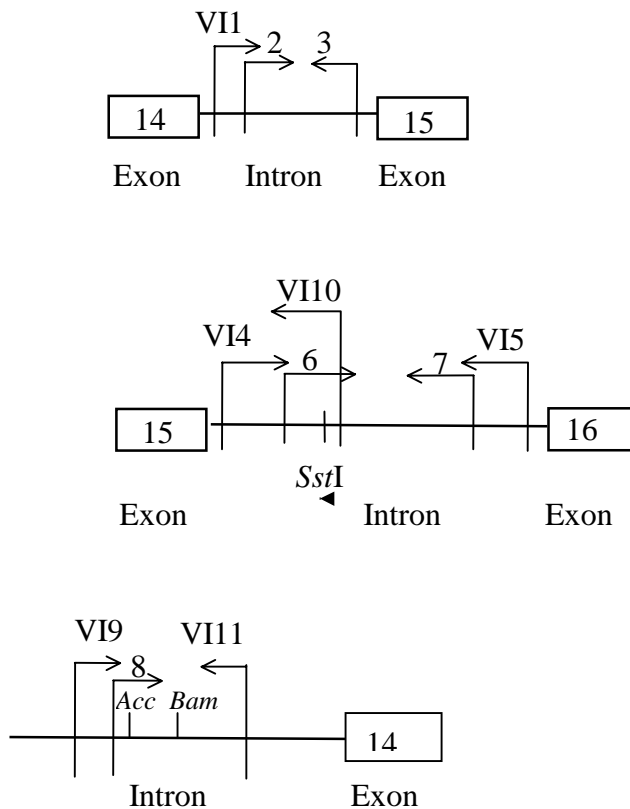 VI1 2 3
14 15
Exon Intron Exon
VI10
VI4 6 7 VI5
15 16
SstI
Exon Intron Exon
VI9 VI11
8
Acc Bam
14
Intron Exon